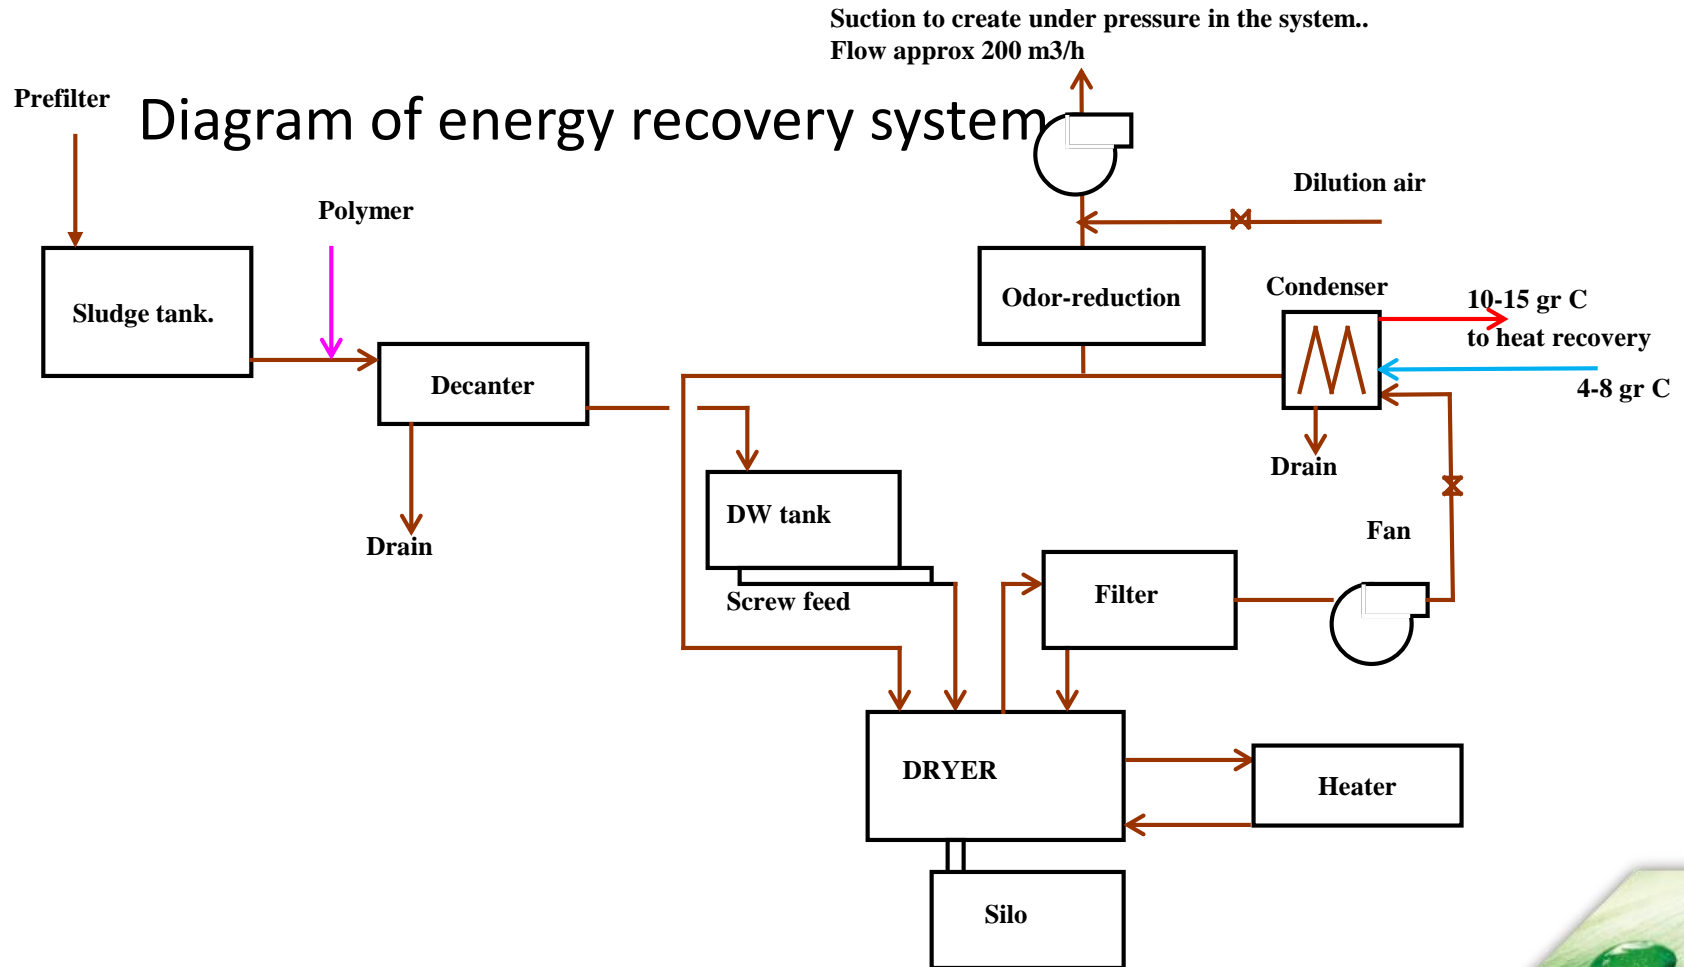 Suction to create under pressure in the system..
Flow approx 200 m3/h
Prefilter
Diagram of energy recovery system
Dilution air
Polymer
Odor-reduction
Condenser
10-15 gr C
to heat recovery
Sludge tank.
Decanter
4-8 gr C
Drain
DW tank
Fan
Drain
Screw feed
Filter
DRYER
Heater
Silo